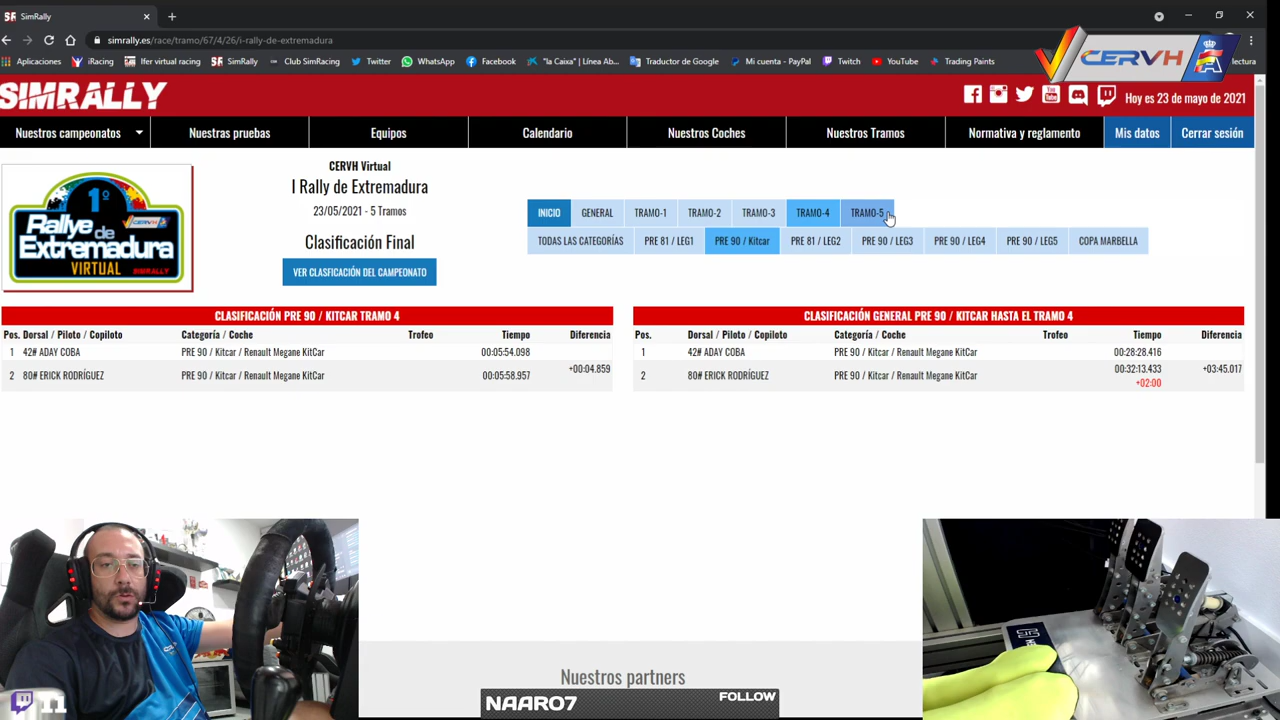 SimRally
simrally.es/race/tramo/67/4/26/i-rally-de-extremadura
Aplicaciones iRacing Ifer virtual racing SimRally Club SimRacing Twitter WhatsApp Facebook "la Caixa" | Línea Ab... Traductor de Google Mi cuenta - PayPal Twitch YouTube Trading Paints lectura
CERVH
SIMRALLY
Hoy es 23 de mayo de 2021
Nuestros campeonatos Nuestras pruebas Equipos Calendario Nuestros Coches Nuestros Tramos Normativa y reglamento Mis datos Cerrar sesión
1º
Rallye de
Extremadura
VIRTUAL SIMRALLY
CERVH
CERVH Virtual
I Rally de Extremadura
23/05/2021 - 5 Tramos
Clasificación Final
VER CLASFICACIÓN DEL CAMPEONATO
INICIO GENERAL TRAMO-1 TRAMO-2 TRAMO-3 TRAMO-4 TRAMO-5
TODAS LAS CATEGORÍAS PRE 81 / LEG1 PRE 90 / Kitcar PRE 81 / LEG2 PRE 90 / LEG3 PRE 90 / LEG4 PRE 90 / LEG5 COPA MARBELLA
CLASIFICACIÓN PRE 90 / KITCAR TRAMO 4
Pos. Dorsal / Piloto / Copiloto Categoría / Coche Trofeo Tiempo Diferencia
1 42# ADAY COBA PRE 90 / Kitcar / Renault Megane KitCar 00:05:54.098
2 80# ERICK RODRÍGUEZ PRE 90 / Kitcar / Renault Megane KitCar 00:05:58.957 +00:04.859
CLASIFICACIÓN GENERAL PRE 90 / KITCAR HASTA EL TRAMO 4
Pos. Dorsal / Piloto / Copiloto Categoría / Coche Trofeo Tiempo Diferencia
1 42# ADAY COBA PRE 90 / Kitcar / Renault Megane KitCar 00:28:28.416
2 80# ERICK RODRÍGUEZ PRE 90 / Kitcar / Renault Megane KitCar 00:32:13.433 +03:45.017
+02:00
Nuestros partners
NAARO7 FOLLOW
11